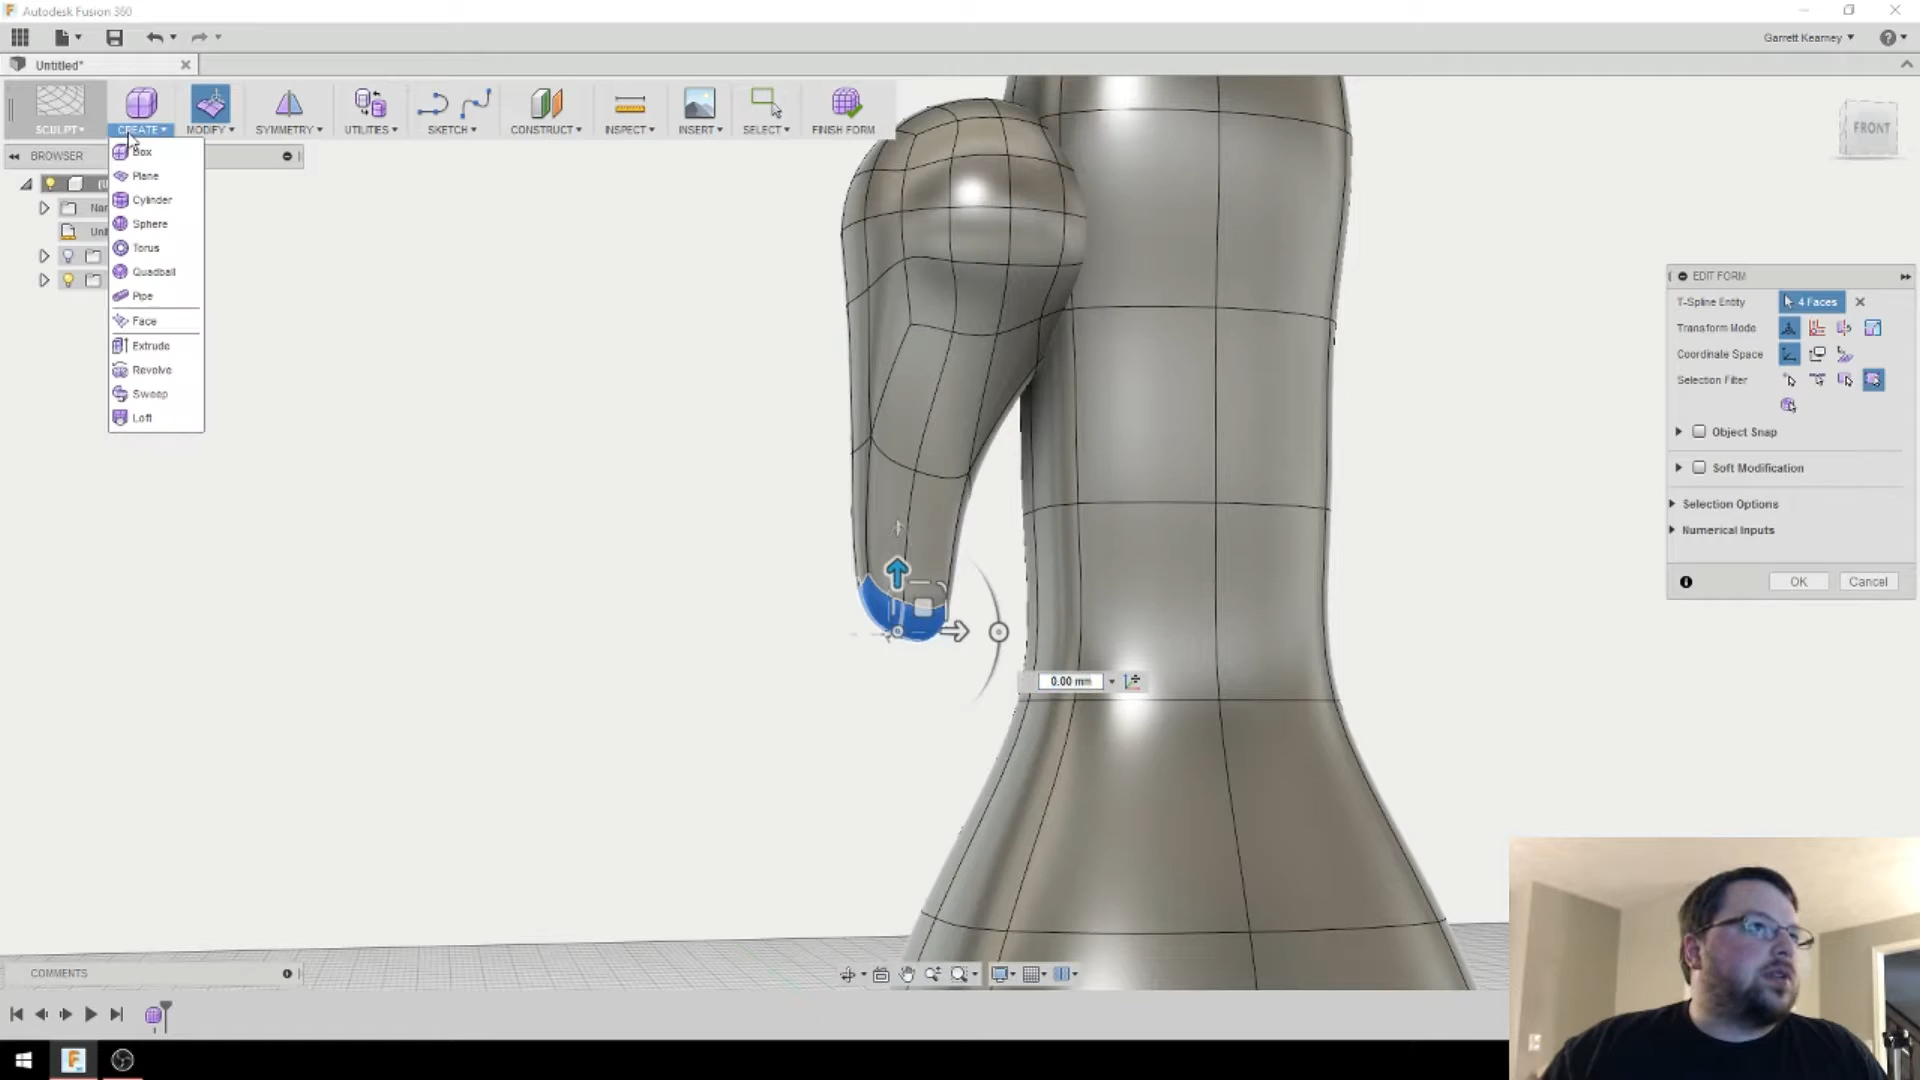 Autodesk Fusion 360
Garrett Kearney
Untitled*
SCULPT
CREATE
MODIFY
SYMMETRY
UTILITIES
SKETCH
CONSTRUCT
INSPECT
INSERT
SELECT
FINISH FORM
FRONT
BROWSER
Box
Plane
Cylinder
Sphere
Torus
Quadball
Pipe
Face
Extrude
Revolve
Sweep
Loft
EDIT FORM
T-Spline Entity
4 Faces
Transform Mode
Coordinate Space
Selection Filter
Object Snap
Soft Modification
Selection Options
Numerical Inputs
OK
Cancel
0.00 mm
COMMENTS